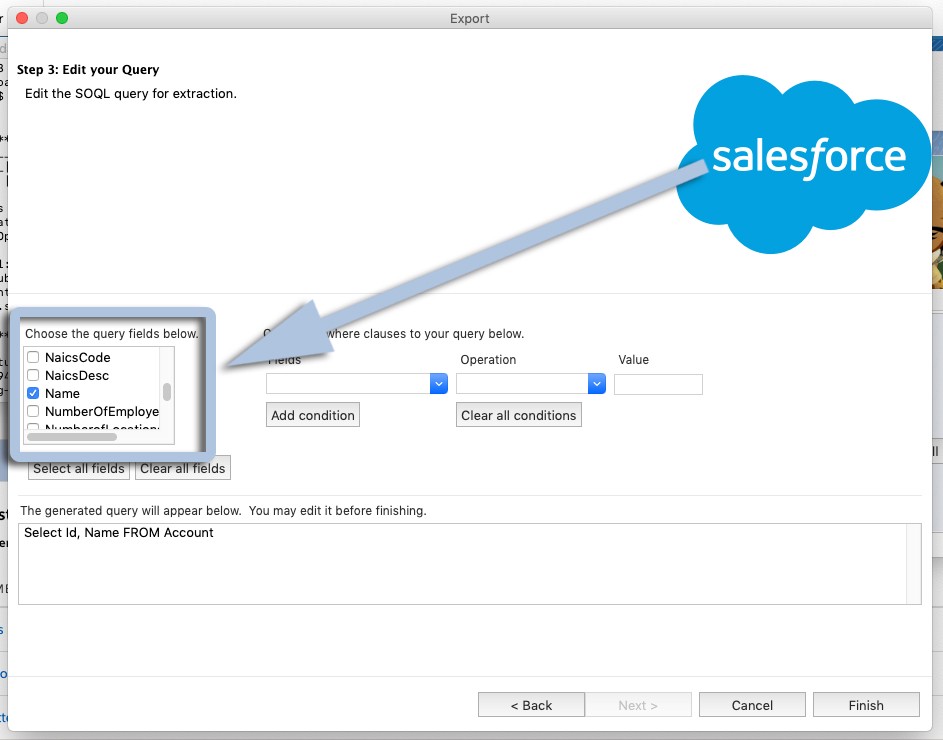 Export
Step 3: Edit your Query
Edit the SOQL query for extraction.
salesforce
Choose the query fields below.
NaicsCode
NaicsDesc
Name
NumberOfEmploye
Select all fields
Clear all fields
where clauses to your query below.
Fields
Operation
Value
Add condition
Clear all conditions
The generated query will appear below.  You may edit it before finishing.
Select Id, Name FROM Account
< Back
Next >
Cancel
Finish